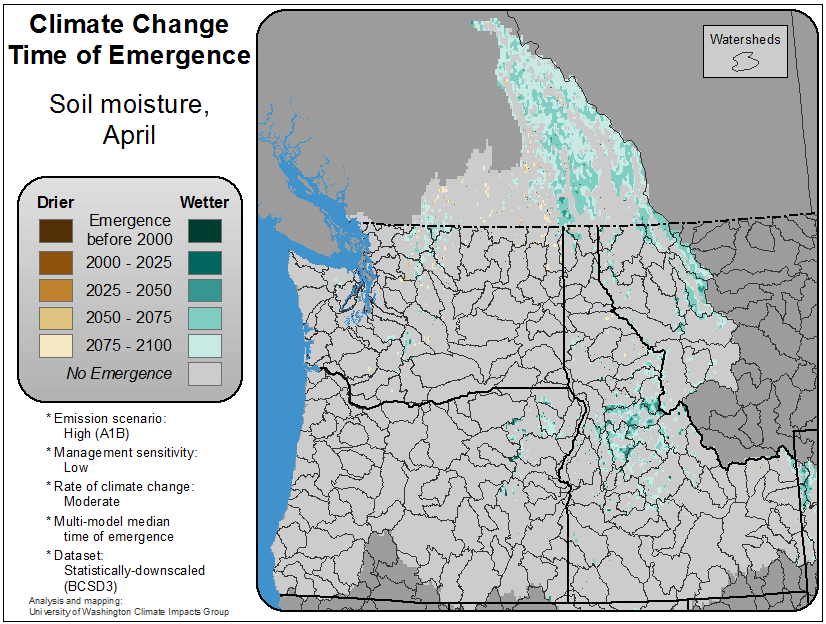 Climate Change
Time of Emergence
Soil moisture,
April
Drier Wetter
Emergence
before 2000
2000 - 2025
2025 - 2050
2050 - 2075
2075 - 2100
No Emergence
* Emission scenario:
High (A1B)
* Management sensitivity:
Low
* Rate of climate change:
Moderate
* Multi-model median
time of emergence
* Dataset:
Statistically-downscaled
(BCSD3)
Analysis and mapping:
University of Washington Climate Impacts Group
Watersheds